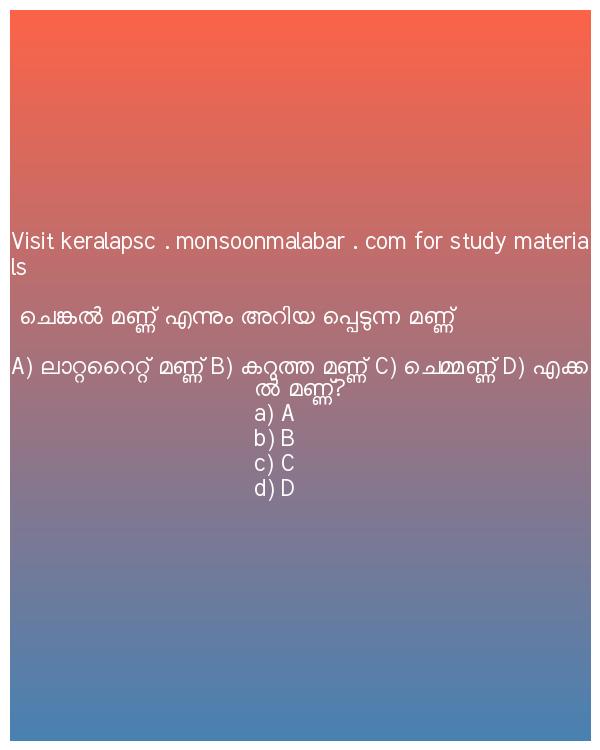 Visit keralapsc . monsoonmalabar . com for study materia
ls
ചെങ്കൽ മണ്ണ് എന്നും അറിയ പ്പെടുന്ന മണ്ണ്
A) ലാറ്ററൈറ്റ് മണ്ണ് B) കറുത്ത മണ്ണ് C) ചെമ്മണ്ണ് D) എക്ക
ൽ മണ്ണ്?
a) A
b) B
c) C
d) D